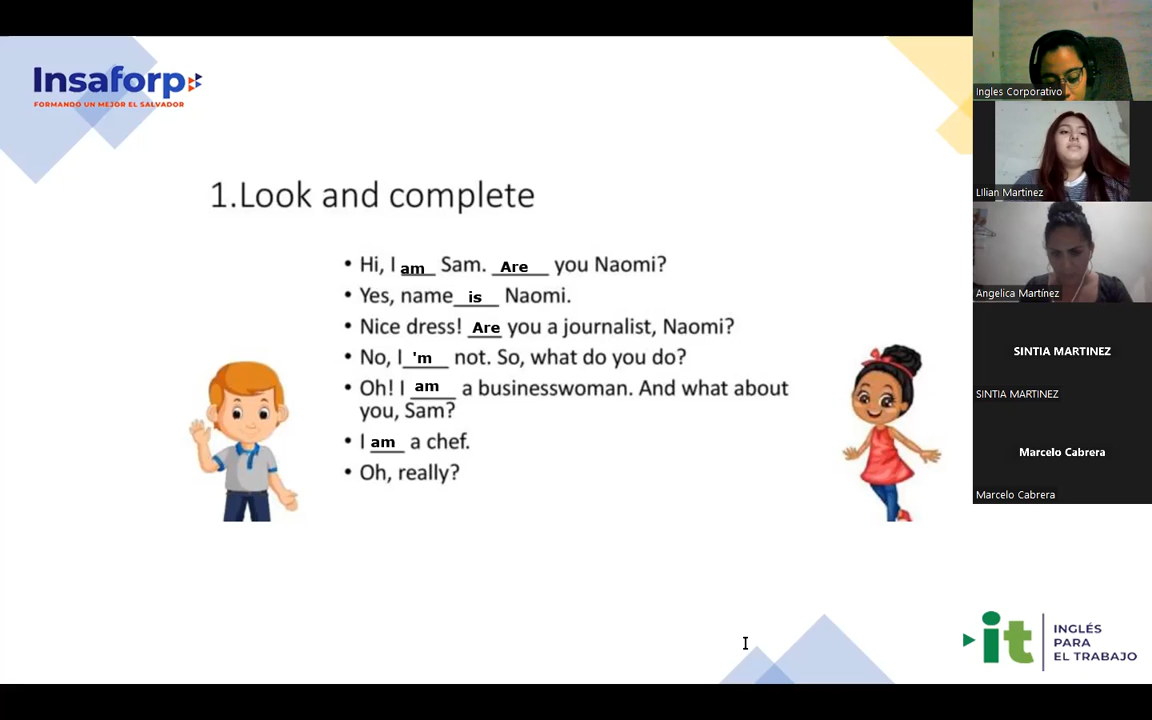 Insaforp
FORMANDO UN MEJOR EL SALVADOR
1.Look and complete
• Hi, I am Sam. Are you Naomi?
• Yes, name is Naomi.
• Nice dress! Are you a journalist, Naomi?
• No, I 'm not. So, what do you do?
• Oh! I am a businesswoman. And what about
you, Sam?
• I am a chef.
• Oh, really?
Ingles Corporativo
LIlian Martinez
Angelica Martínez
SINTIA MARTINEZ
SINTIA MARTINEZ
Marcelo Cabrera
Marcelo Cabrera
it
INGLÉS
PARA
EL TRABAJO